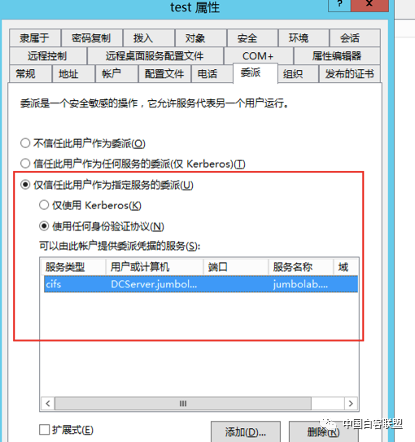 test 属性
?
x
隶属于 密码复制 拨入 对象 安全 环境 会话
远程控制 远程桌面服务配置文件 COM+ 属性编辑器
常规 地址 帐户 配置文件 电话 委派 组织 发布的证书
委派是一个安全敏感的操作，它允许服务代表另一个用户运行。
不信任此用户作为委派(O)
信任此用户作为任何服务的委派(仅 Kerberos)(T)
仅信任此用户作为指定服务的委派(U)
仅使用 Kerberos(K)
使用任何身份验证协议(N)
可以由此帐户提供委派凭据的服务(S):
服务类型 用户或计算机 端口 服务名称 域
cifs DCServer.jumbol... jumbolab....
扩展式(E) 添加(D)... 删除(R)
中国白客联盟